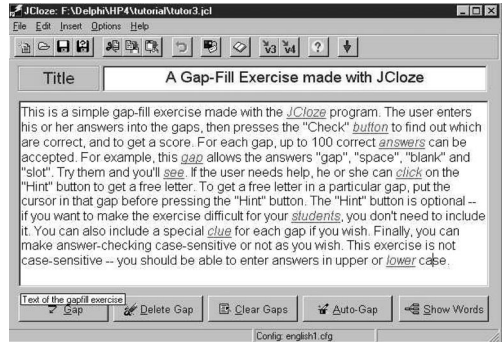 JCloze: F:\Delphi\HP4\tutorial\tutor3.jcl
File Edit Insert Options Help
V3 V4 ?
Title
A Gap-Fill Exercise made with JCloze
This is a simple gap-fill exercise made with the JCloze program. The user enters
his or her answers into the gaps, then presses the "Check" button to find out which
are correct, and to get a score. For each gap, up to 100 correct answers can be
accepted. For example, this gap allows the answers "gap", "space", "blank" and
"slot". Try them and you'll see. If the user needs help, he or she can click on the
"Hint" button to get a free letter. To get a free letter in a particular gap, put the
cursor in that gap before pressing the "Hint" button. The "Hint" button is optional --
if you want to make the exercise difficult for your students, you don't need to include
it. You can also include a special clue for each gap if you wish. Finally, you can
make answer-checking case-sensitive or not as you wish. This exercise is not
case-sensitive -- you should be able to enter answers in upper or lower case.
Text of the gapfill exercise
Gap Delete Gap Clear Gaps Auto-Gap Show Words
Config: english1.cfg